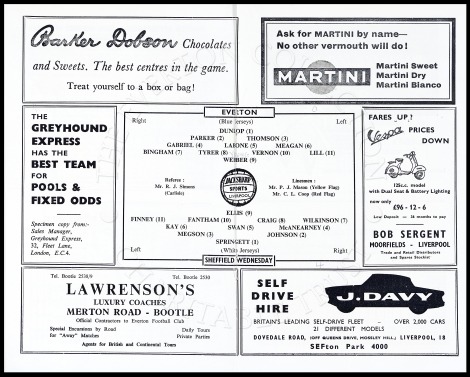 Barker Dobson Chocolates
and Sweets. The best centres in the game.
Treat yourself to a box or bag!
Ask for MARTINI by name—
No other vermouth will do!
MARTINI
Martini Sweet
Martini Dry
Martini Bianco
THE
GREYHOUND
EXPRESS
HAS THE
BEST TEAM
FOR
POOLS &
FIXED ODDS
Specimen copy from:-
Sales Manager,
Greyhound Express,
32, Fleet Lane,
London, E.C.4.
EVERTON
Right (Blue Jerseys) Left
DUNLOP (1)
PARKER (2) THOMSON (3)
GABRIEL (4) LABONE (5) MEAGAN (6)
BINGHAM (7) TYRER (8) VERNON (10) LILL (11)
WEBBER (9)
Referee :
Mr. R. J. Simon
(Carlisle)
JACK SHARP
SPORTS
LIVERPOOL
Linesmen :
Mr. P. J. Mason (Yellow Flag)
Mr. C. L. Coop (Red Flag)
ELLIS (9)
FINNEY (11) FANTHAM (10) CRAIG (8) WILKINSON (7)
KAY (6) SWAN (5) McANEARNEY (4)
MEGSON (3) JOHNSON (2)
SPRINGETT (1)
Left (White Jerseys) Right
SHEFFIELD WEDNESDAY
FARES UP?
Vespa PRICES
DOWN
125c.c. model
with Dual Seat & Battery Lighting
now only
£96 - 12 - 6
Low Deposit — 36 months to pay
BOB SERGENT
MOORFIELDS - LIVERPOOL
Trade and Retail Distributors
and Spares Stockist
Tel. Bootle 2538/9 Tel. Bootle 2530
LAWRENSON'S
LUXURY COACHES
MERTON ROAD - BOOTLE
Official Contractors to Everton Football Club
Special Excursions by Road
for "Away" Matches
Daily Tours
Private Parties
Agents for British and Continental Tours
SELF
DRIVE
HIRE
J. DAVY
BRITAIN'S LEADING SELF-DRIVE FLEET - OVER 2,000 CARS
21 DIFFERENT MODELS
DOVEDALE ROAD, (OFF QUEENS DRIVE, MOSSLEY HILL) LIVERPOOL, 18
SEFton Park 4000